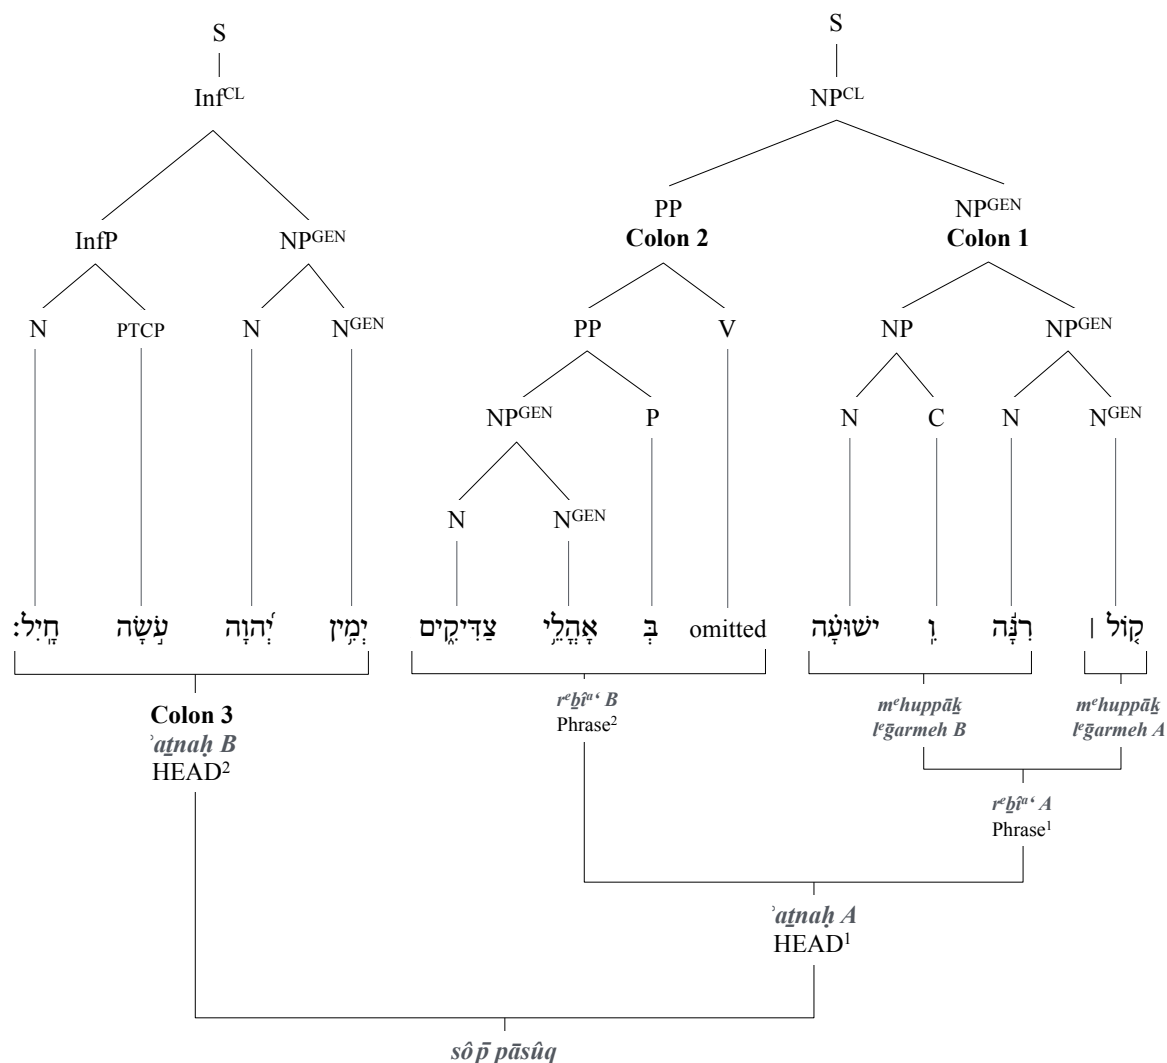 S S
Inf^CL NP^CL
PP NP^GEN
InfP NP^GEN Colon 2 Colon 1
N PTCP N N^GEN PP V NP NP^GEN
NP^GEN P N C N N^GEN
N N^GEN
ק֤וֹל ׀ רִנָּ֬ה וִֽ ישׁוּעָ֗ה omitted בְּ אָהֳלֵ֥י צַדִּיקִ֑ים יְמִ֥ין יְ֝הוָ֗ה עֹ֣שָׂה חָֽיִל׃
Colon 3
ʾaṯnaḥ B
HEAD²
rᵉḇîᵃʿ B
Phrase²
mᵉhuppāḵ
lᵉḡarmeh B
mᵉhuppāḵ
lᵉḡarmeh A
rᵉḇîᵃʿ A
Phrase¹
ʾaṯnaḥ A
HEAD¹
sôp̄ pāsûq